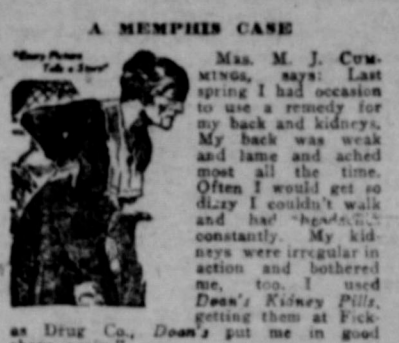 A MEMPHIS CASE
"Every Picture
Tells a Story"
Mrs. M. J. Cum-
mings, says: Last
spring I had occasion
to use a remedy for
my back and kidneys.
My back was weak
and lame and ached
most all the time.
Often I would get so
dizzy I couldn't walk
and had headaches
constantly. My kid-
neys were irregular in
action and bothered
me, too. I used
Doan's Kidney Pills,
getting them at Fick-
as Drug Co., Doan's put me in good